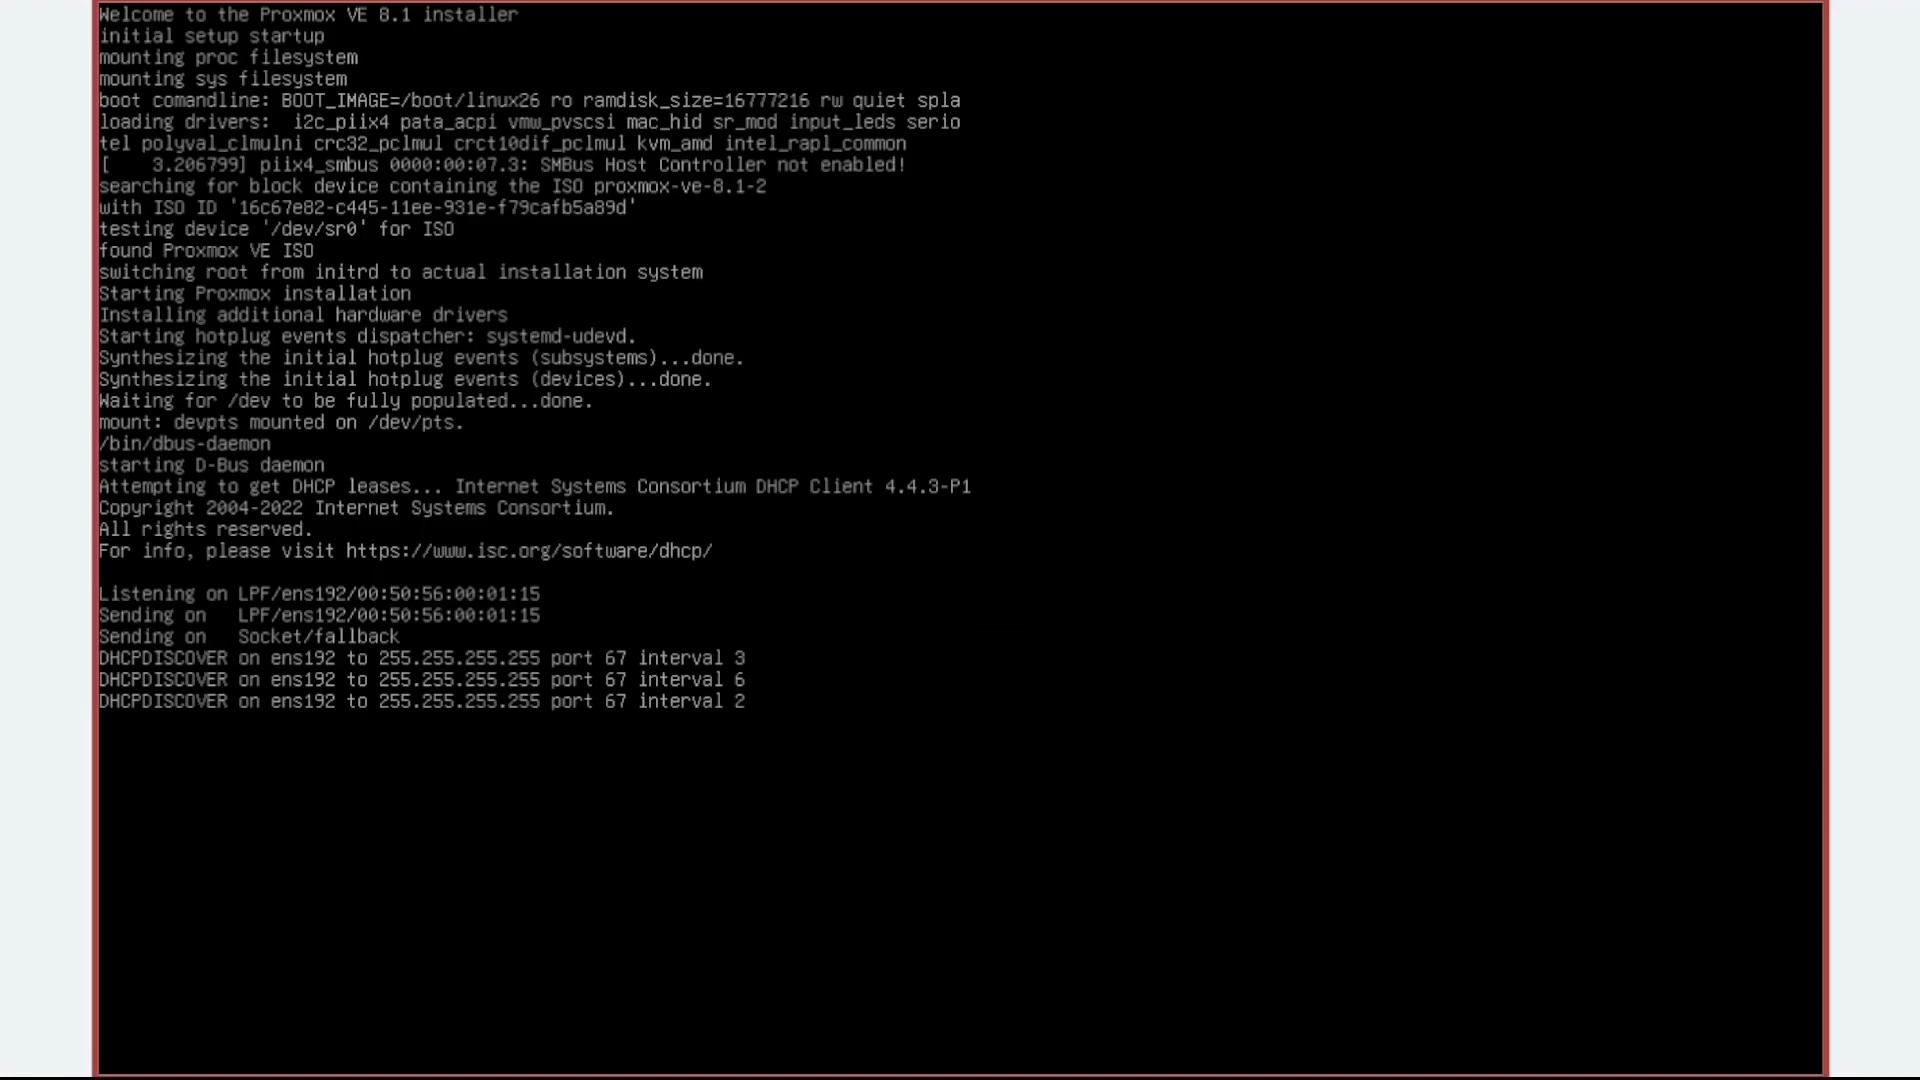 Welcome to the Proxmox VE 8.1 installer
initial setup startup
mounting proc filesystem
mounting sys filesystem
boot comandline: BOOT_IMAGE=/boot/linux26 ro ramdisk_size=16777216 rw quiet spla
loading drivers:  i2c_piix4 pata_acpi vmw_pvscsi mac_hid sr_mod input_leds serio
tel polyval_clmulni crc32_pclmul crct10dif_pclmul kvm_amd intel_rapl_common
[    3.206799] piix4_smbus 0000:00:07.3: SMBus Host Controller not enabled!
searching for block device containing the ISO proxmox-ve-8.1-2
with ISO ID '16c67e82-c445-11ee-931e-f79cafb5a89d'
testing device '/dev/sr0' for ISO
found Proxmox VE ISO
switching root from initrd to actual installation system
Starting Proxmox installation
Installing additional hardware drivers
Starting hotplug events dispatcher: systemd-udevd.
Synthesizing the initial hotplug events (subsystems)...done.
Synthesizing the initial hotplug events (devices)...done.
Waiting for /dev to be fully populated...done.
mount: devpts mounted on /dev/pts.
/bin/dbus-daemon
starting D-Bus daemon
Attempting to get DHCP leases... Internet Systems Consortium DHCP Client 4.4.3-P1
Copyright 2004-2022 Internet Systems Consortium.
All rights reserved.
For info, please visit https://www.isc.org/software/dhcp/
Listening on LPF/ens192/00:50:56:00:01:15
Sending on   LPF/ens192/00:50:56:00:01:15
Sending on   Socket/fallback
DHCPDISCOVER on ens192 to 255.255.255.255 port 67 interval 3
DHCPDISCOVER on ens192 to 255.255.255.255 port 67 interval 6
DHCPDISCOVER on ens192 to 255.255.255.255 port 67 interval 2